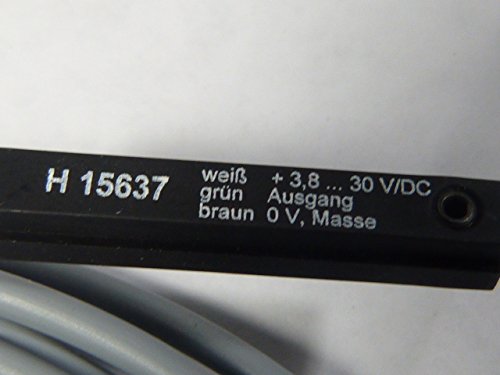 H 15637
weiß + 3,8 ... 30 V/DC
grün Ausgang
braun 0 V, Masse